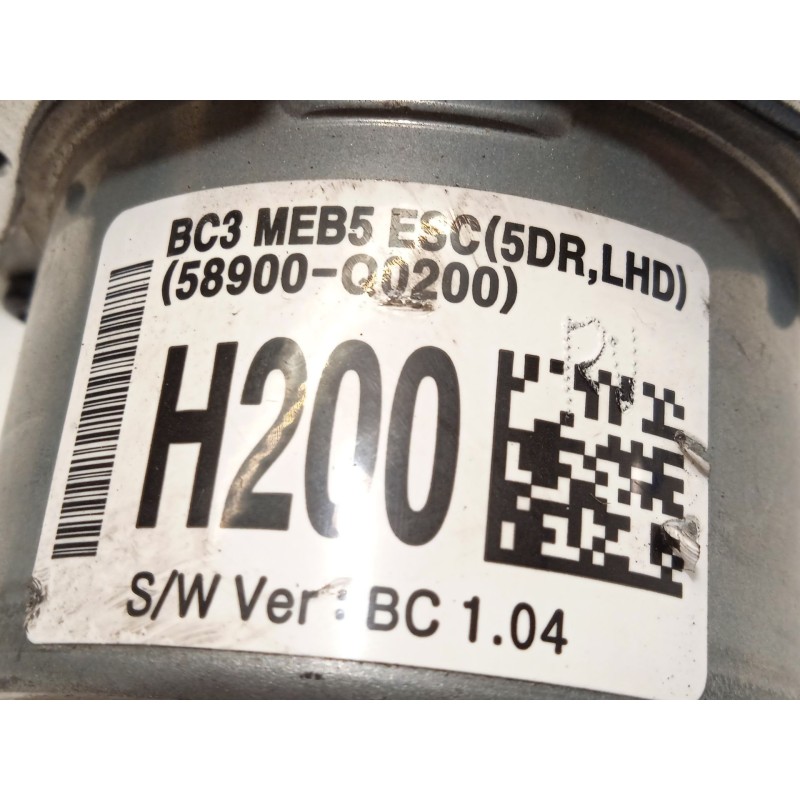 BC3 MEB5 ESC(5DR,LHD)
(58900-Q0200)
H200
S/W Ver : BC 1.04